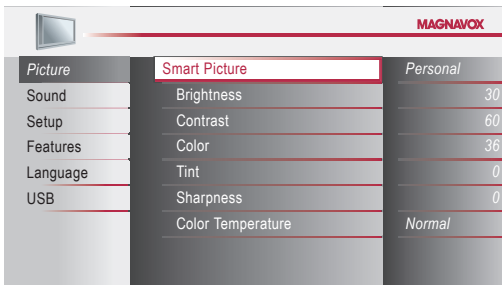 MAGNAVOX
Picture
Sound
Setup
Features
Language
USB
Smart Picture
Brightness
Contrast
Color
Tint
Sharpness
Color Temperature
Personal
30
60
36
0
0
Normal